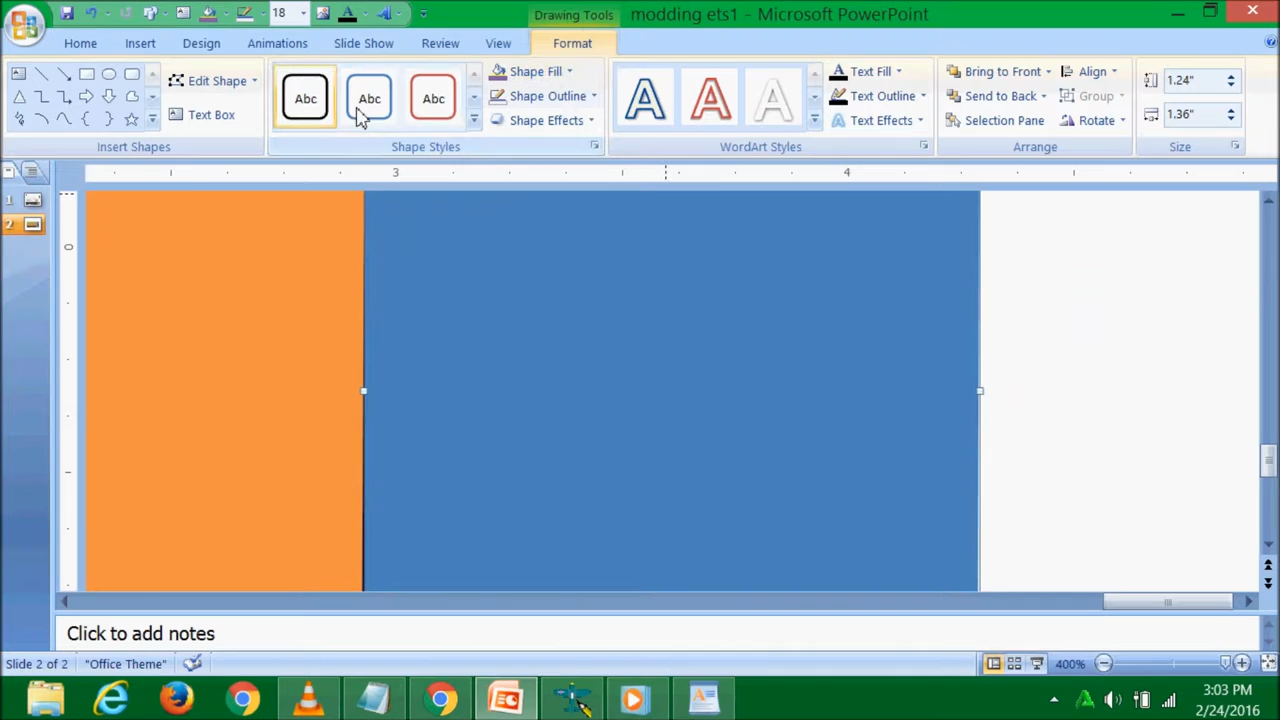 18
Drawing Tools
modding ets1 - Microsoft PowerPoint
Home Insert Design Animations Slide Show Review View Format
Edit Shape
Text Box
Insert Shapes
Abc Abc Abc
Shape Fill
Shape Outline
Shape Effects
Shape Styles
A A A
Text Fill
Text Outline
Text Effects
WordArt Styles
Bring to Front
Send to Back
Selection Pane
Align
Group
Rotate
Arrange
1.24"
1.36"
Size
3 4
0
1
2
Click to add notes
Slide 2 of 2 "Office Theme" 400%
3:03 PM
2/24/2016